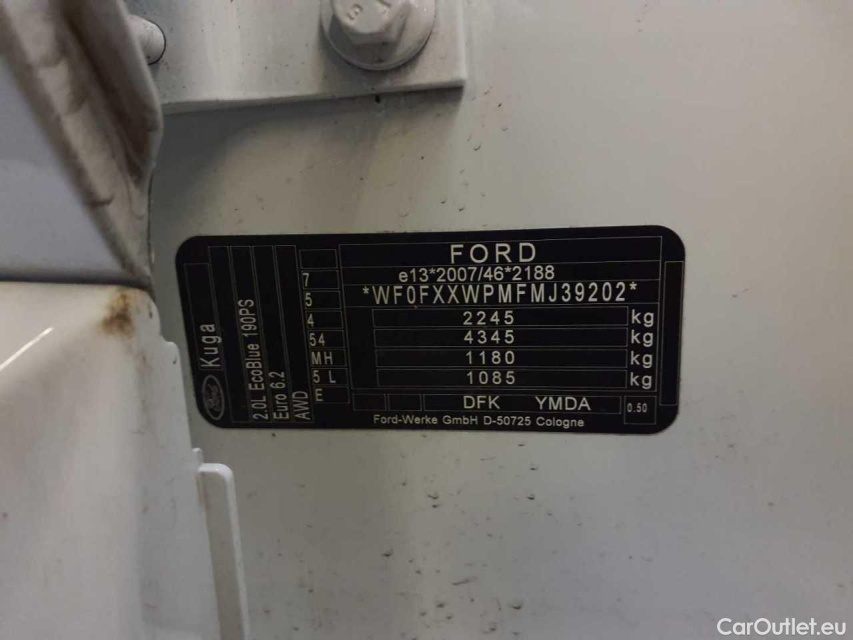 FORD
e13*2007/46*2188
*WF0FXXWPMFMJ39202*
2245 kg
4345 kg
1180 kg
1085 kg
DFK YMDA 0.50
Ford-Werke GmbH D-50725 Cologne
7
5
4
54
MH
5 L
E
Ford Kuga
2.0L EcoBlue 190PS
Euro 6.2
AWD
CarOutlet.eu